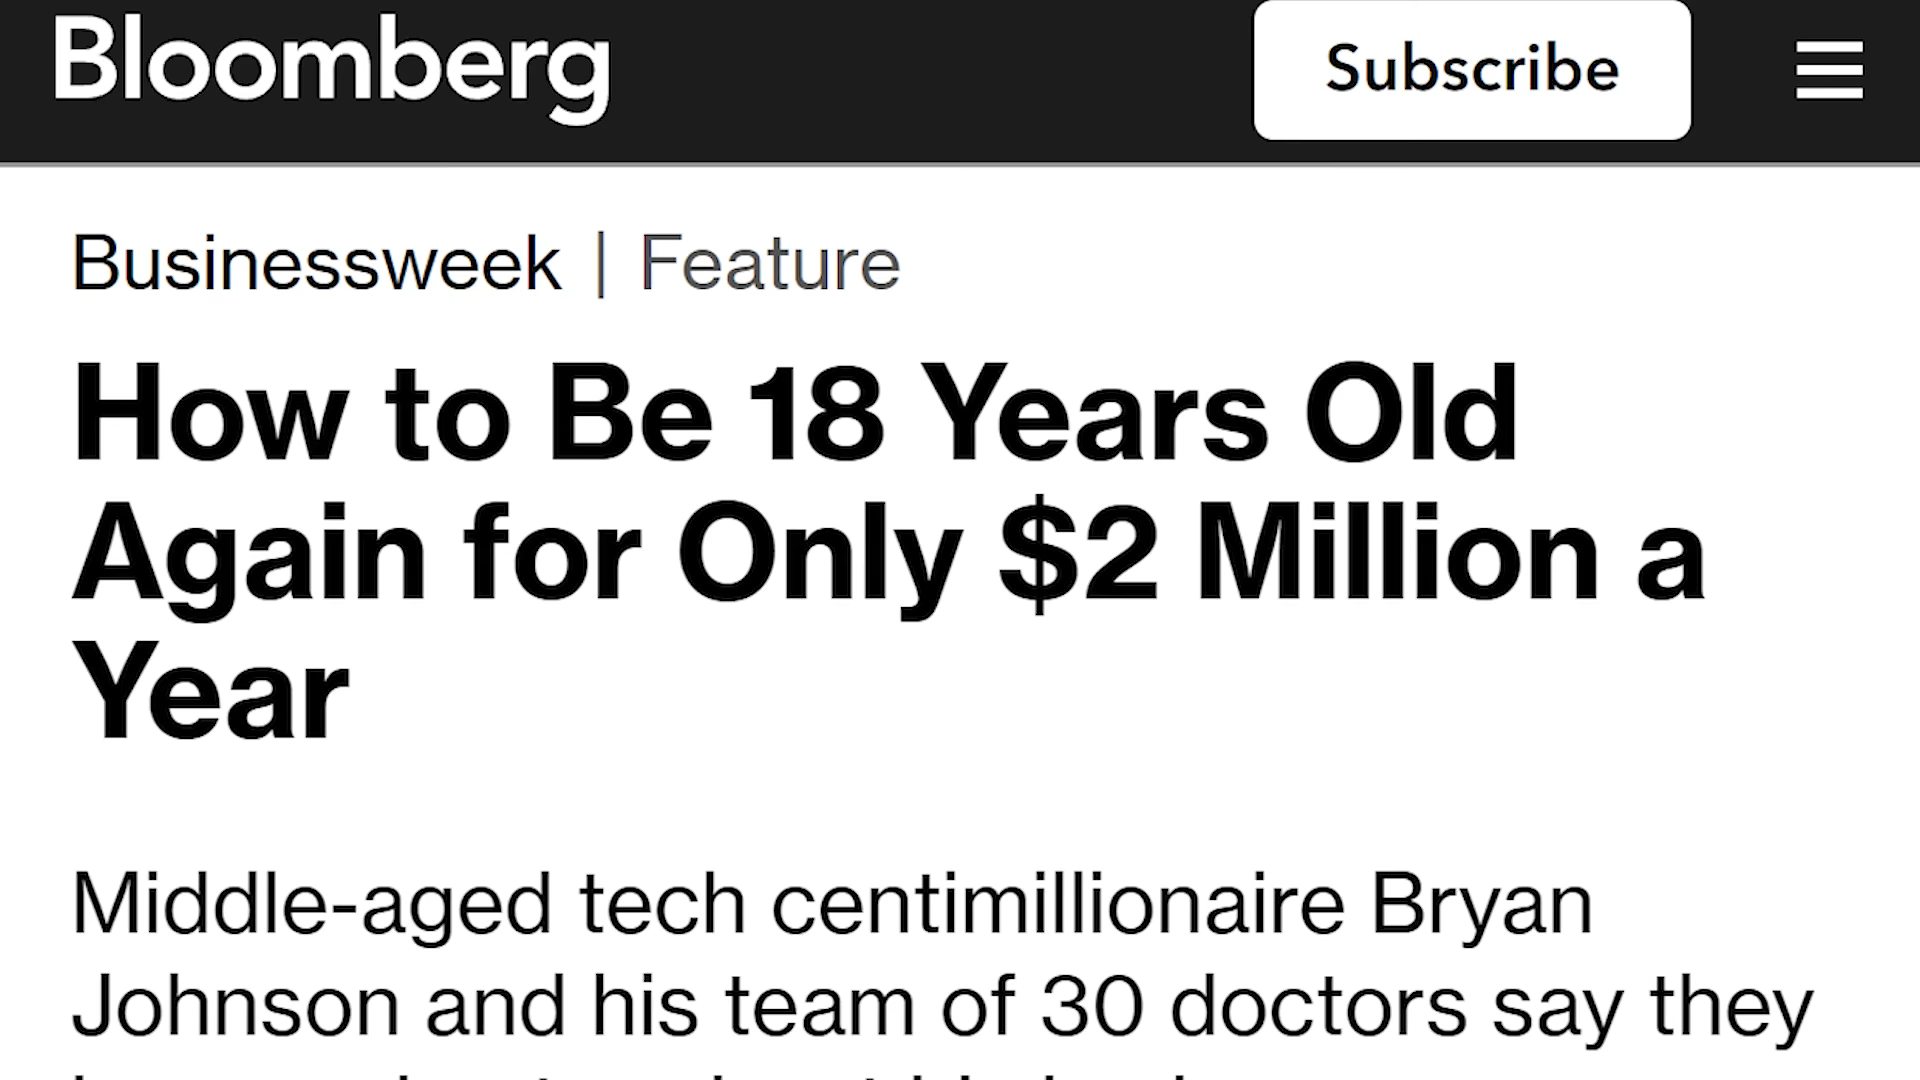 Bloomberg
Subscribe
Businessweek | Feature
How to Be 18 Years Old
Again for Only $2 Million a
Year
Middle-aged tech centimillionaire Bryan
Johnson and his team of 30 doctors say they